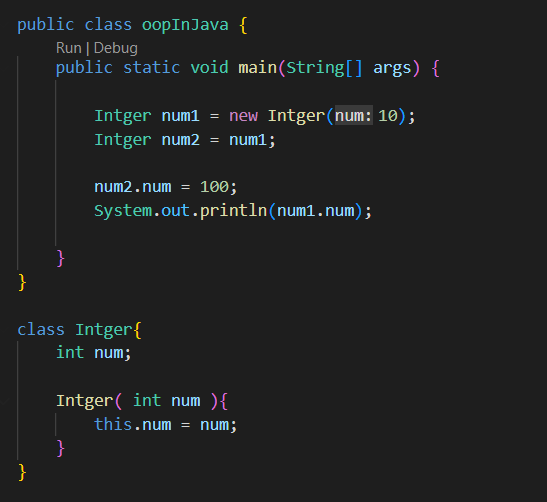 public class oopInJava {
Run | Debug
public static void main(String[] args) {
Intger num1 = new Intger(num: 10);
Intger num2 = num1;
num2.num = 100;
System.out.println(num1.num);
}
}
class Intger{
int num;
Intger( int num ){
this.num = num;
}
}